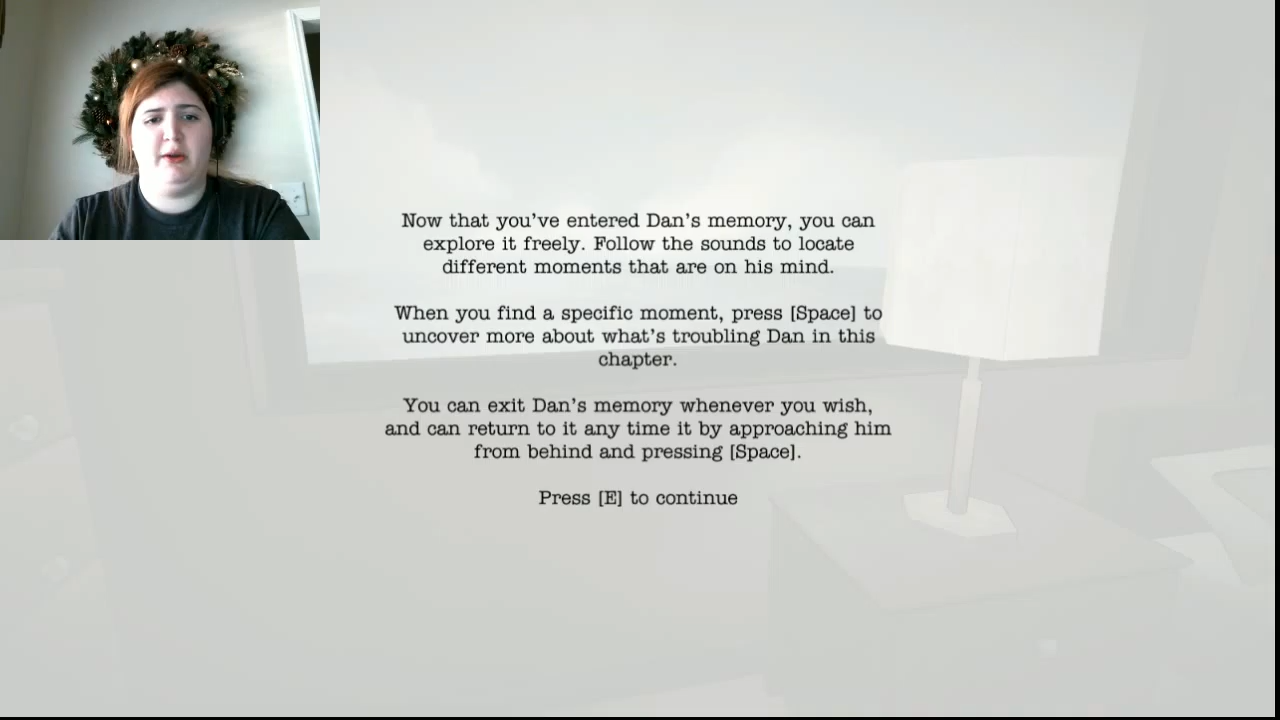 Now that you've entered Dan's memory, you can
explore it freely. Follow the sounds to locate
different moments that are on his mind.
When you find a specific moment, press [Space] to
uncover more about what's troubling Dan in this
chapter.
You can exit Dan's memory whenever you wish,
and can return to it any time it by approaching him
from behind and pressing [Space].
Press [E] to continue